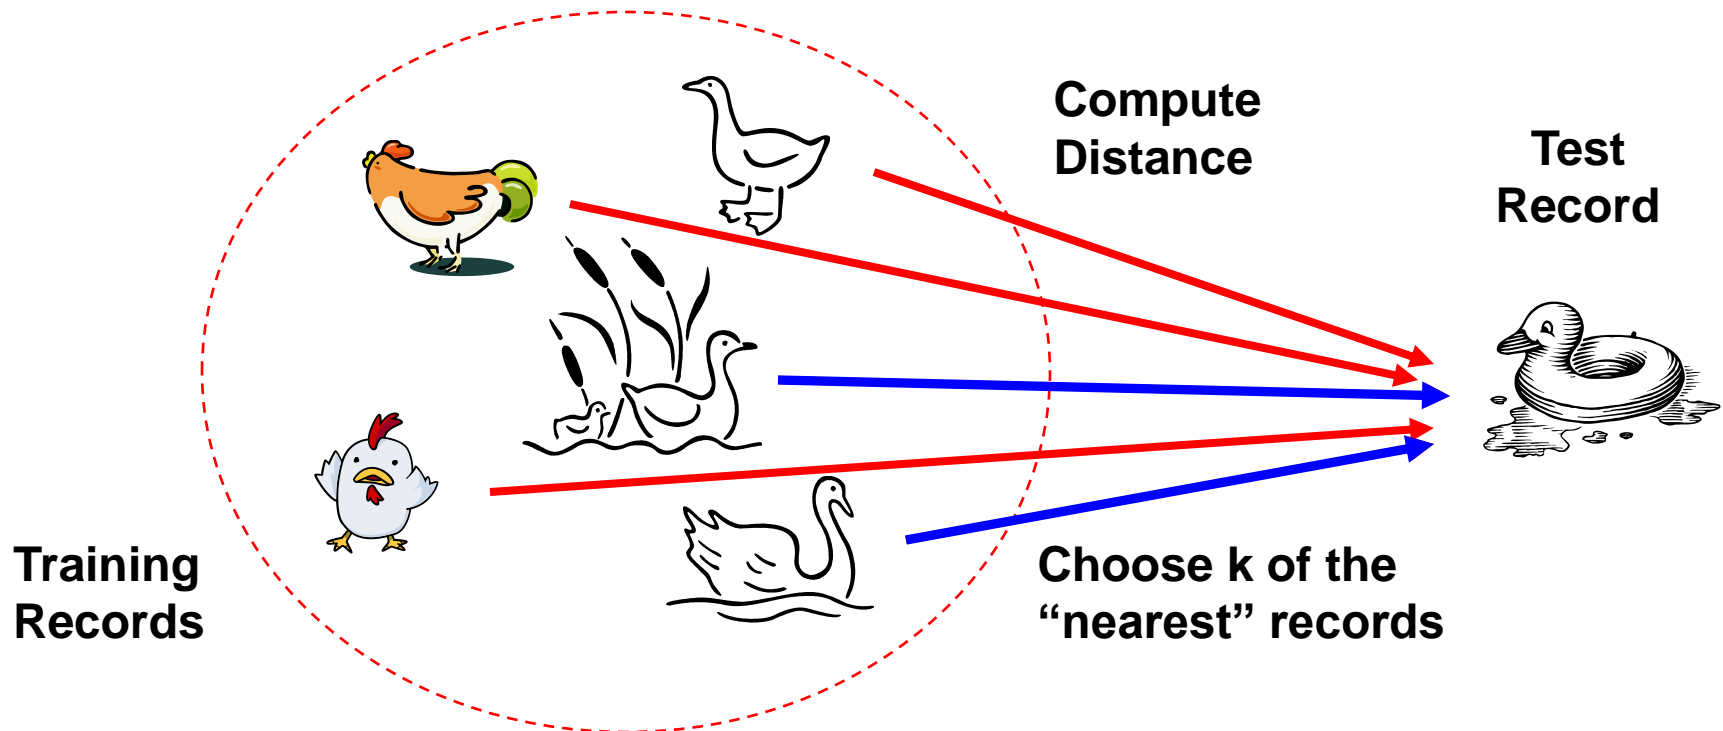 Compute
Distance
Test
Record
Training
Records
Choose k of the
“nearest” records